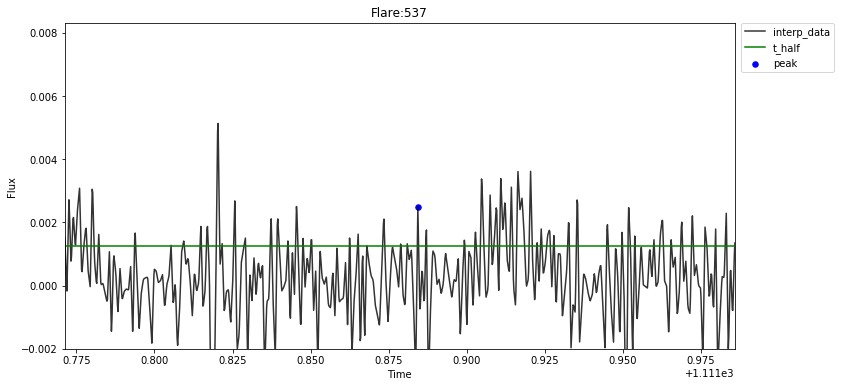 Flare:537
interp_data
t_half
peak
Flux
0.008
0.006
0.004
0.002
0.000
−0.002
0.775
0.800
0.825
0.850
0.875
0.900
0.925
0.950
0.975
Time
+1.111e3